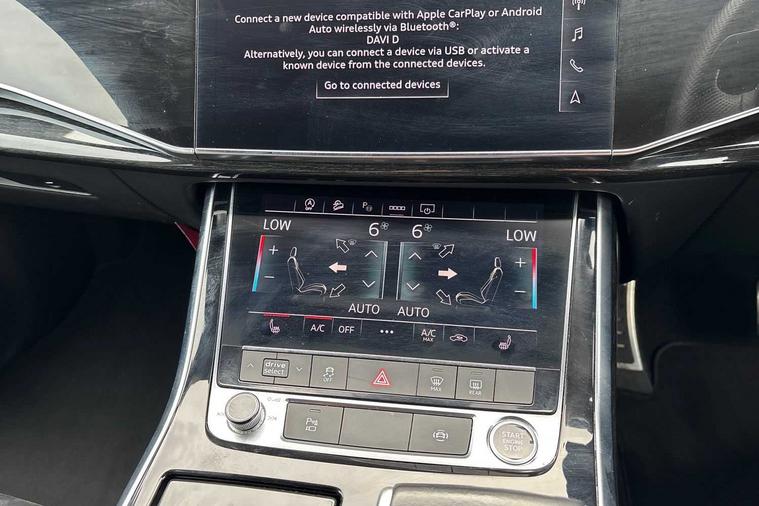 Connect a new device compatible with Apple CarPlay or Android
Auto wirelessly via Bluetooth®:
DAVI D
Alternatively, you can connect a device via USB or activate a
known device from the connected devices.
Go to connected devices
LOW
6
6
LOW
AUTO
AUTO
A/C
OFF
A/C
MAX
drive
select
OFF
MAX
REAR
START
ENGINE
STOP